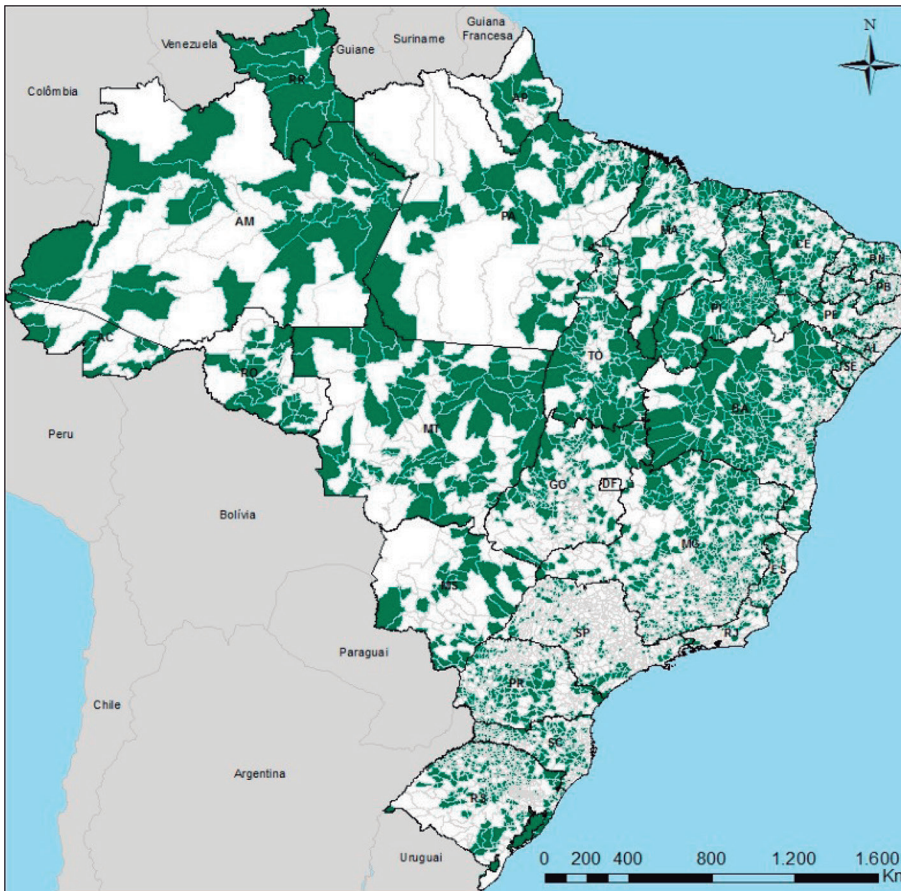 Guiana
Francesa
Suriname
Guiane
Venezuela
Colômbia
N
RR
AP
AM
PA
MA
CE
RN
PB
PE
AL
SE
PI
TO
BA
AC
RO
MT
GO
DF
MG
ES
MS
SP
RJ
PR
SC
RS
Peru
Bolívia
Paraguai
Chile
Argentina
Uruguai
0 200 400 800 1.200 1.600
Km